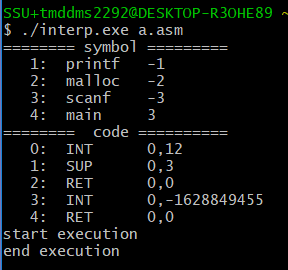 SSU+tmddms2292@DESKTOP-R3OHE89 ~
$ ./interp.exe a.asm
======== symbol ==========
1: printf -1
2: malloc -2
3: scanf -3
4: main 3
======== code ==========
0: INT 0,12
1: SUP 0,3
2: RET 0,0
3: INT 0,-1628849455
4: RET 0,0
start execution
end execution